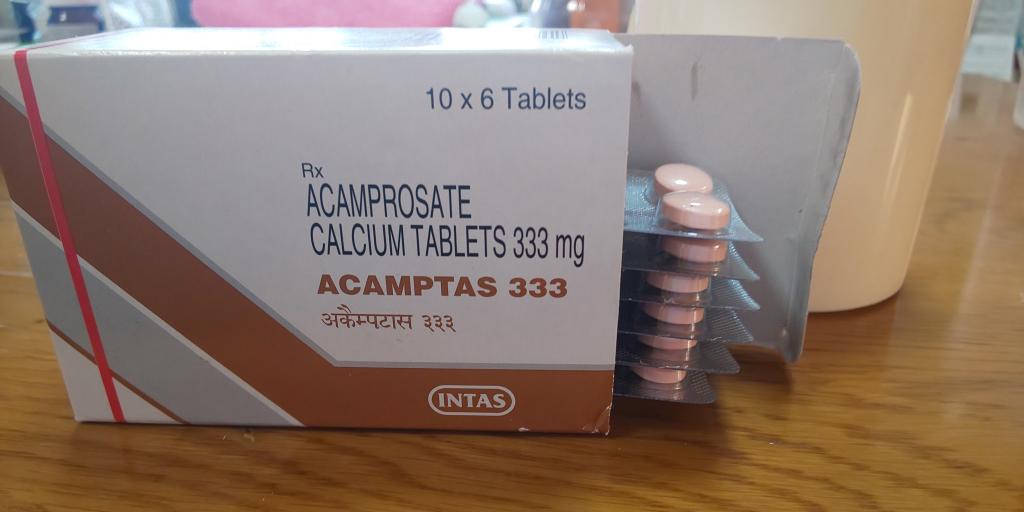 10 x 6 Tablets
Rx
ACAMPROSATE
CALCIUM TABLETS 333 mg
ACAMPTAS 333
अकैम्पटास ३३३
INTAS